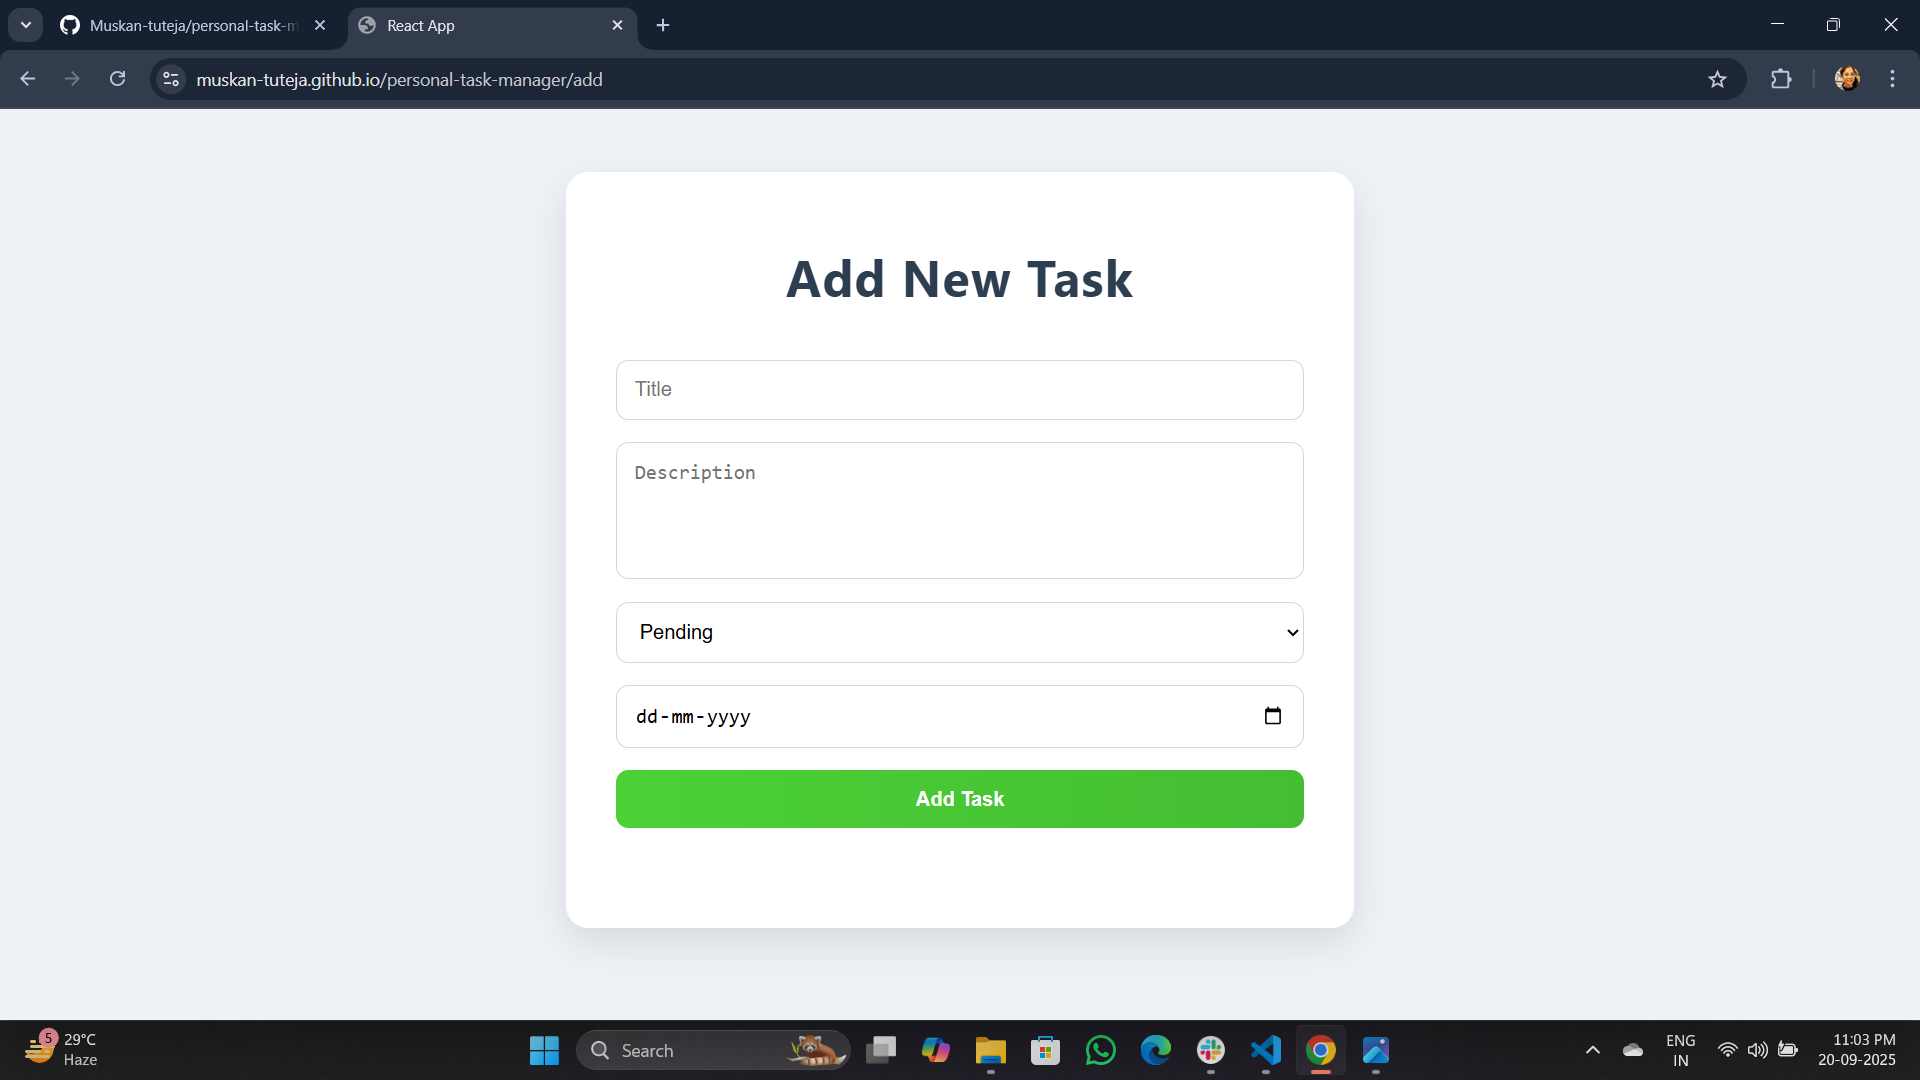 Muskan-tuteja/personal-task-m
React App
muskan-tuteja.github.io/personal-task-manager/add
Add New Task
Title
Description
Pending
dd-mm-yyyy
Add Task
5
29°C
Haze
Search
ENG
IN
11:03 PM
20-09-2025